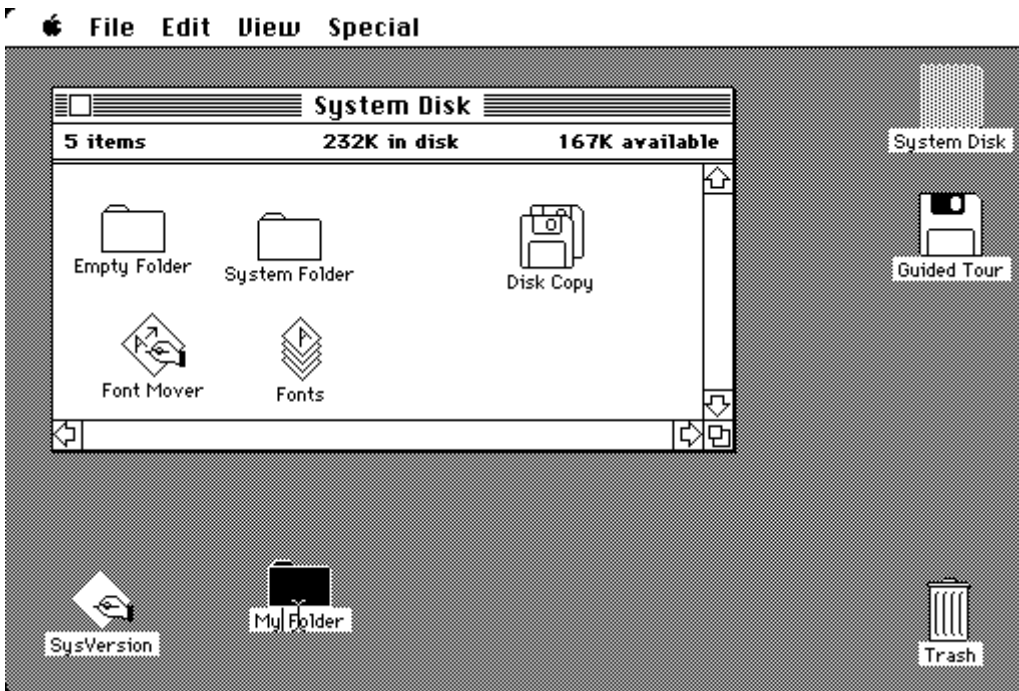 File Edit View Special
System Disk
5 items 232K in disk 167K available
Empty Folder
System Folder
Disk Copy
Font Mover
Fonts
System Disk
Guided Tour
SysVersion
My Folder
Trash